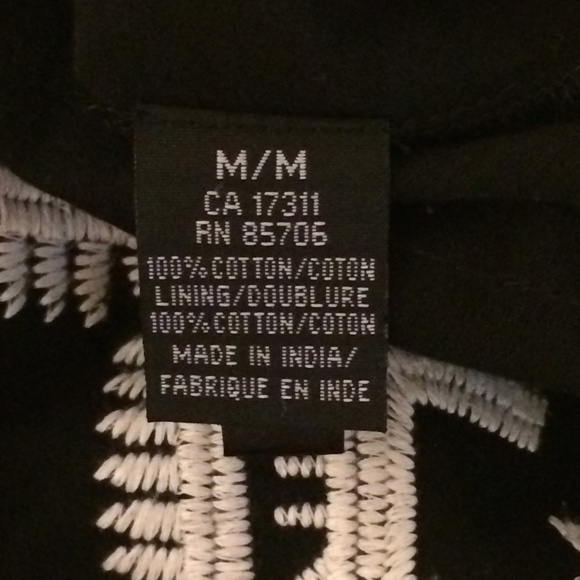 M/M
CA 17311
RN 85706
100% COTTON/COTON
LINING/DOUBLURE
100% COTTON/COTON
MADE IN INDIA/
FABRIQUE EN INDE